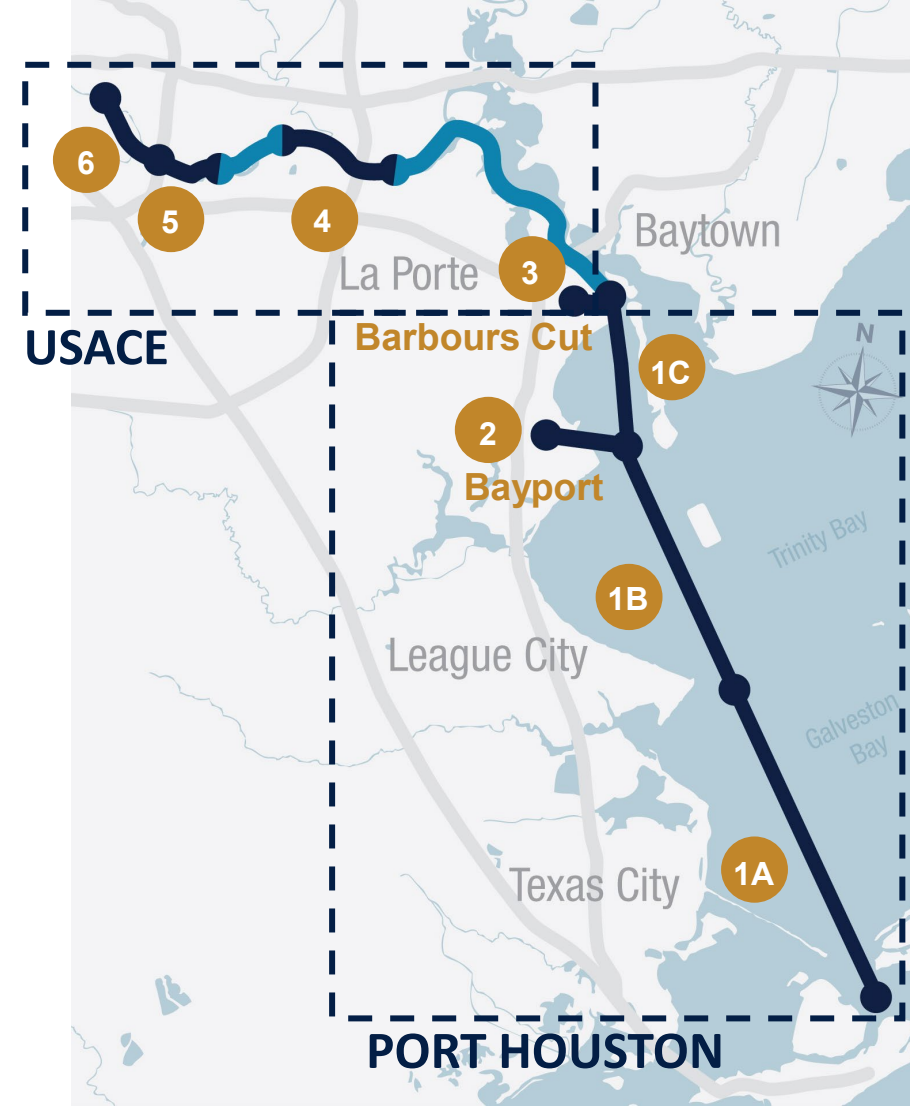 6
5
4
3
Baytown
La Porte
USACE
Barbours Cut
N
1C
2
Bayport
Trinity Bay
1B
League City
Galveston
Bay
1A
Texas City
PORT HOUSTON